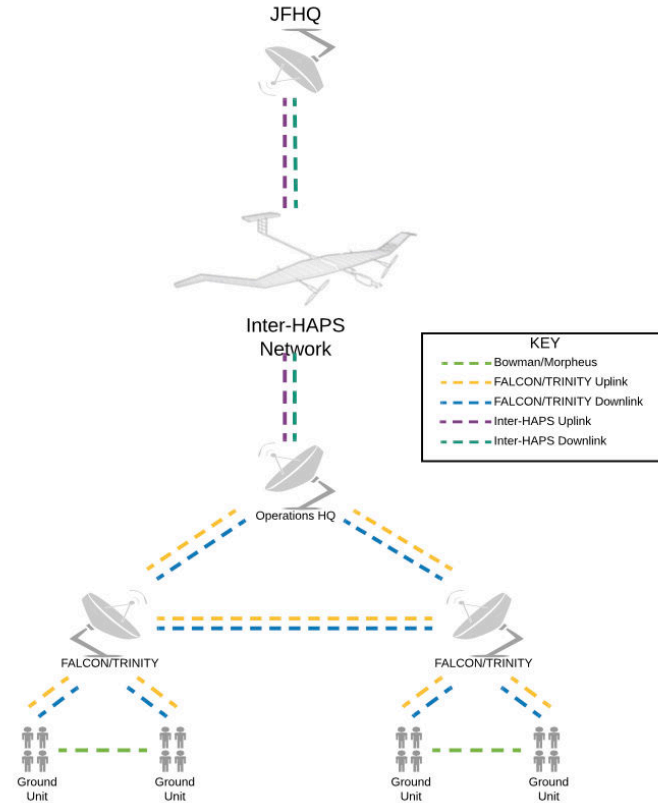 JFHQ
Inter-HAPS
Network
KEY
Bowman/Morpheus
FALCON/TRINITY Uplink
FALCON/TRINITY Downlink
Inter-HAPS Uplink
Inter-HAPS Downlink
Operations HQ
FALCON/TRINITY
FALCON/TRINITY
Ground
Unit
Ground
Unit
Ground
Unit
Ground
Unit